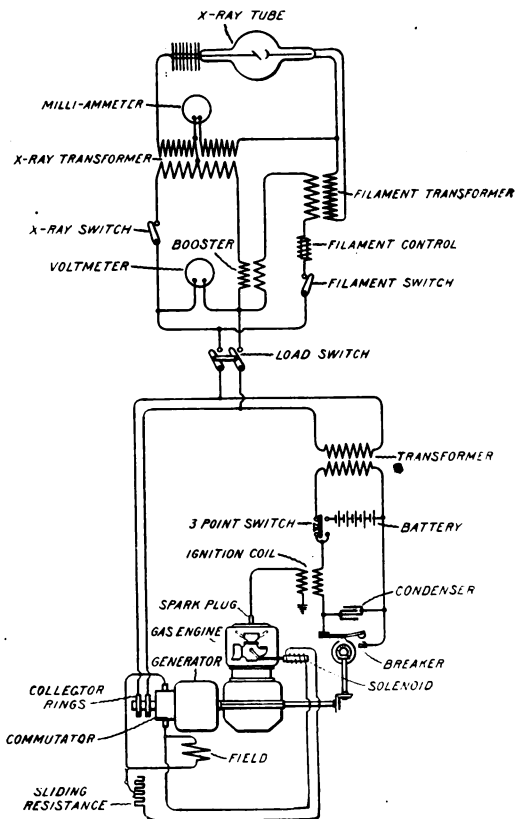 X-RAY TUBE
MILLI-AMMETER
X-RAY TRANSFORMER
FILAMENT TRANSFORMER
X-RAY SWITCH
BOOSTER
FILAMENT CONTROL
VOLTMETER
FILAMENT SWITCH
LOAD SWITCH
TRANSFORMER
3 POINT SWITCH
BATTERY
IGNITION COIL
CONDENSER
SPARK PLUG
GAS ENGINE
BREAKER
GENERATOR
SOLENOID
COLLECTOR
RINGS
COMMUTATOR
FIELD
SLIDING
RESISTANCE